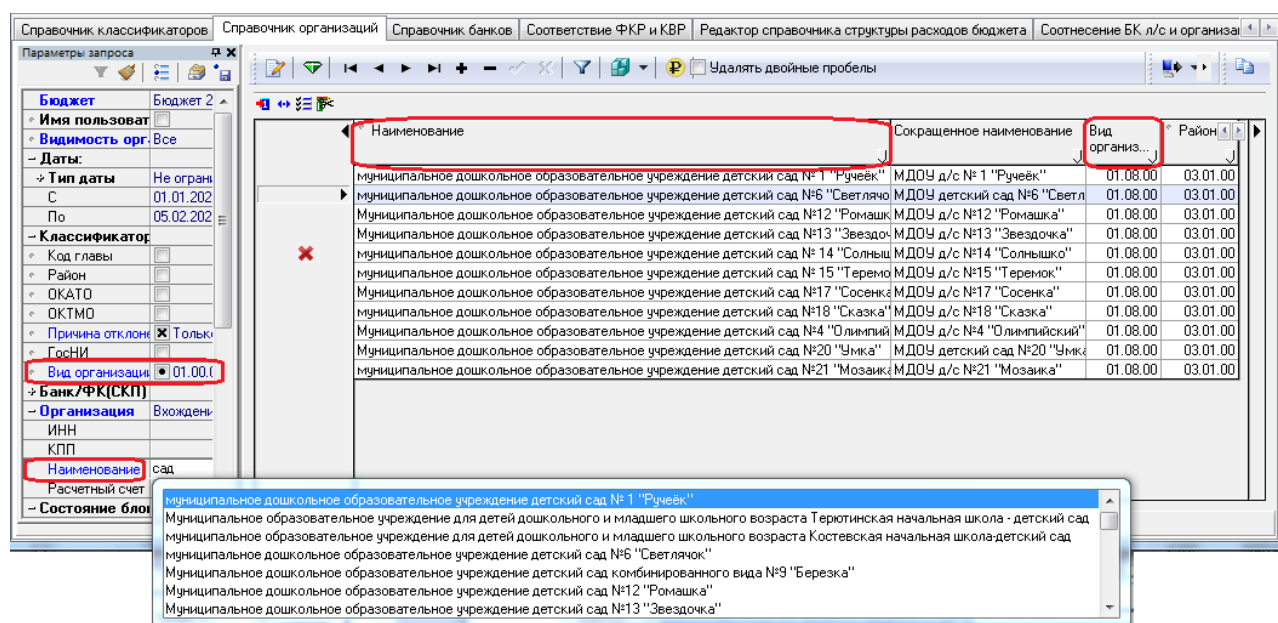 Справочник классификаторов Справочник организаций Справочник банков Соответствие ФКР и КВР Редактор справочника структуры расходов бюджета Соотнесение БК л/с и организа
Параметры запроса
Удалять двойные пробелы
Бюджет Бюджет 2
Имя пользоват
Видимость орг Все
Даты:
Тип даты Не ограни
С 01.01.202
По 05.02.202
Классификатор
Код главы
Район
ОКАТО
ОКТМО
Причина отклоне Только
ГосНИ
Вид организации 01.00.0
Банк/ФК(СКП)
Организация Вхождени
ИНН
КПП
Наименование сад
Расчетный счет
Состояние бло
Наименование Сокращенное наименование Вид организ... Район
муниципальное дошкольное образовательное учреждение детский сад № 1 "Ручеёк" МДОУ д/с № 1 "Ручеёк" 01.08.00 03.01.00
муниципальное дошкольное образовательное учреждение детский сад №6 "Светлячо МДОУ детский сад №6 "Светл 01.08.00 03.01.00
Муниципальное дошкольное образовательное учреждение детский сад №12 "Ромашк МДОУ д/с №12 "Ромашка" 01.08.00 03.01.00
Муниципальное дошкольное образовательное учреждение детский сад №13 "Звездоч МДОУ д/с №13 "Звездочка" 01.08.00 03.01.00
муниципальное дошкольное образовательное учреждение детский сад № 14 "Солныш МДОУ д/с №14 "Солнышко" 01.08.00 03.01.00
муниципальное дошкольное образовательное учреждение детский сад № 15 "Теремо МДОУ д/с №15 "Теремок" 01.08.00 03.01.00
Муниципальное дошкольное образовательное учреждение детский сад №17 "Сосенка МДОУ д/с №17 "Сосенка" 01.08.00 03.01.00
муниципальное дошкольное образовательное учреждение детский сад №18 "Сказка" МДОУ д/с №18 "Сказка" 01.08.00 03.01.00
Муниципальное дошкольное образовательное учреждение детский сад №4 "Олимпий МДОУ д/с №4 "Олимпийский" 01.08.00 03.01.00
Муниципальное дошкольное образовательное учреждение детский сад №20 "Умка" МДОУ детский сад №20 "Умка 01.08.00 03.01.00
муниципальное дошкольное образовательное учреждение детский сад №21 "Мозаика МДОУ д/с №21 "Мозаика" 01.08.00 03.01.00
муниципальное дошкольное образовательное учреждение детский сад № 1 "Ручеёк"
Муниципальное образовательное учреждение для детей дошкольного и младшего школьного возраста Терютинская начальная школа - детский сад
муниципальное образовательное учреждение для детей дошкольного и младшего школьного возраста Костевская начальная школа-детский сад
муниципальное дошкольное образовательное учреждение детский сад №6 "Светлячок"
Муниципальное дошкольное образовательное учреждение детский сад комбинированного вида №9 "Березка"
Муниципальное дошкольное образовательное учреждение детский сад №12 "Ромашка"
Муниципальное дошкольное образовательное учреждение детский сад №13 "Звездочка"